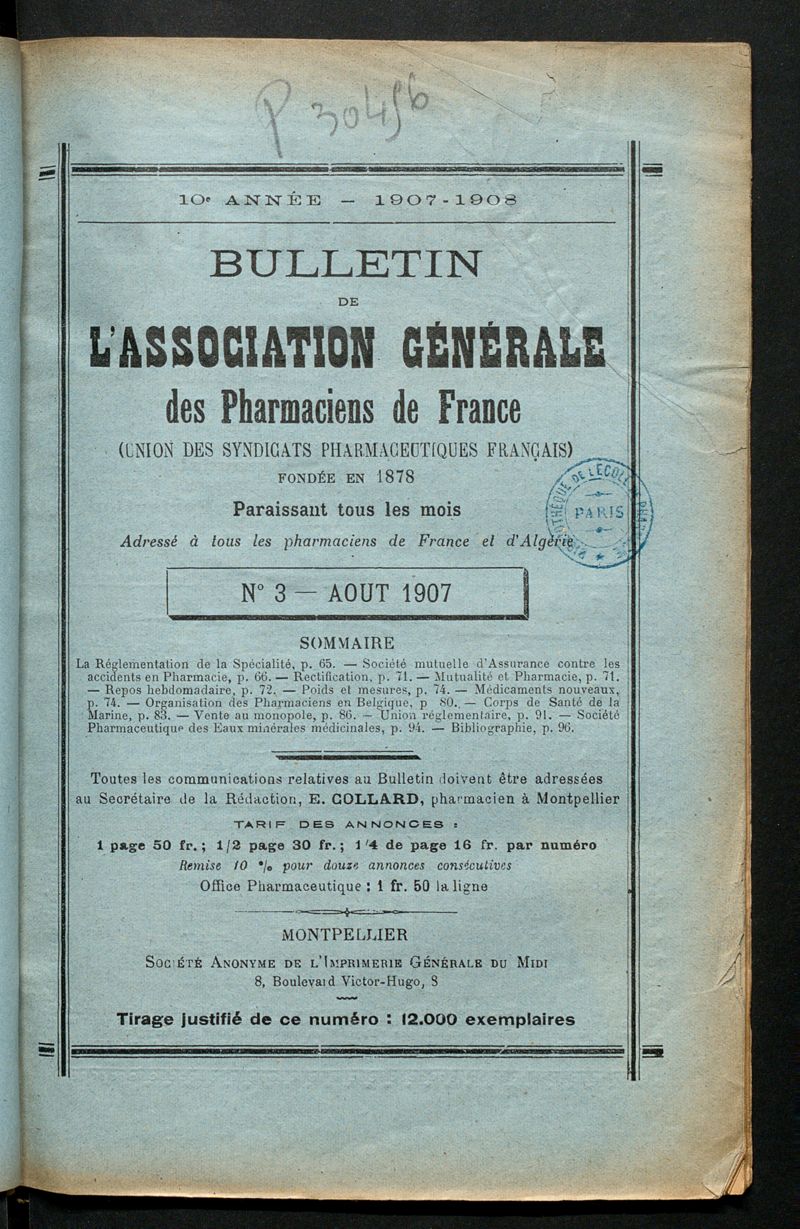 P 30456
10e ANNÉE — 1907-1908
BULLETIN
DE
L'ASSOCIATION GÉNÉRALE
des Pharmaciens de France
(UNION DES SYNDICATS PHARMACEUTIQUES FRANÇAIS)
FONDÉE EN 1878
Paraissant tous les mois
Adressé à tous les pharmaciens de France et d'Algérie
PARIS
N° 3 — AOUT 1907
SOMMAIRE
La Réglementation de la Spécialité, p. 65. — Société mutuelle d'Assurance contre les
accidents en Pharmacie, p. 66. — Rectification, p. 71. — Mutualité et Pharmacie, p. 71.
— Repos hebdomadaire, p. 72. — Poids et mesures, p. 74. — Médicaments nouveaux,
p. 74. — Organisation des Pharmaciens en Belgique, p 80. — Corps de Santé de la
Marine, p. 83. — Vente au monopole, p. 86. — Union réglementaire, p. 91. — Société
Pharmaceutique des Eaux minérales médicinales, p. 94. — Bibliographie, p. 96.
Toutes les communications relatives au Bulletin doivent être adressées
au Secrétaire de la Rédaction, E. COLLARD, pharmacien à Montpellier
TARIF DES ANNONCES :
1 page 50 fr.; 1/2 page 30 fr.; 1/4 de page 16 fr. par numéro
Remise 10 % pour douze annonces consécutives
Office Pharmaceutique : 1 fr. 50 la ligne
MONTPELLIER
SOCIÉTÉ ANONYME DE L'IMPRIMERIE GÉNÉRALE DU MIDI
8, Boulevard Victor-Hugo, 8
Tirage justifié de ce numéro : 12.000 exemplaires